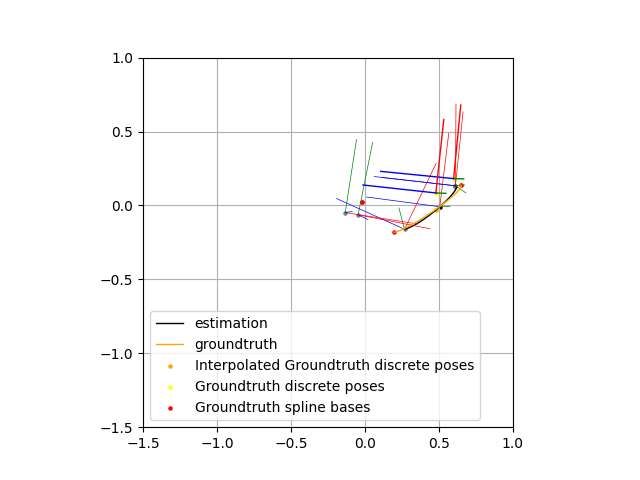 1.0
0.5
0.0
−0.5
−1.0
−1.5
estimation
groundtruth
Interpolated Groundtruth discrete poses
Groundtruth discrete poses
Groundtruth spline bases
−1.5 −1.0 −0.5 0.0 0.5 1.0